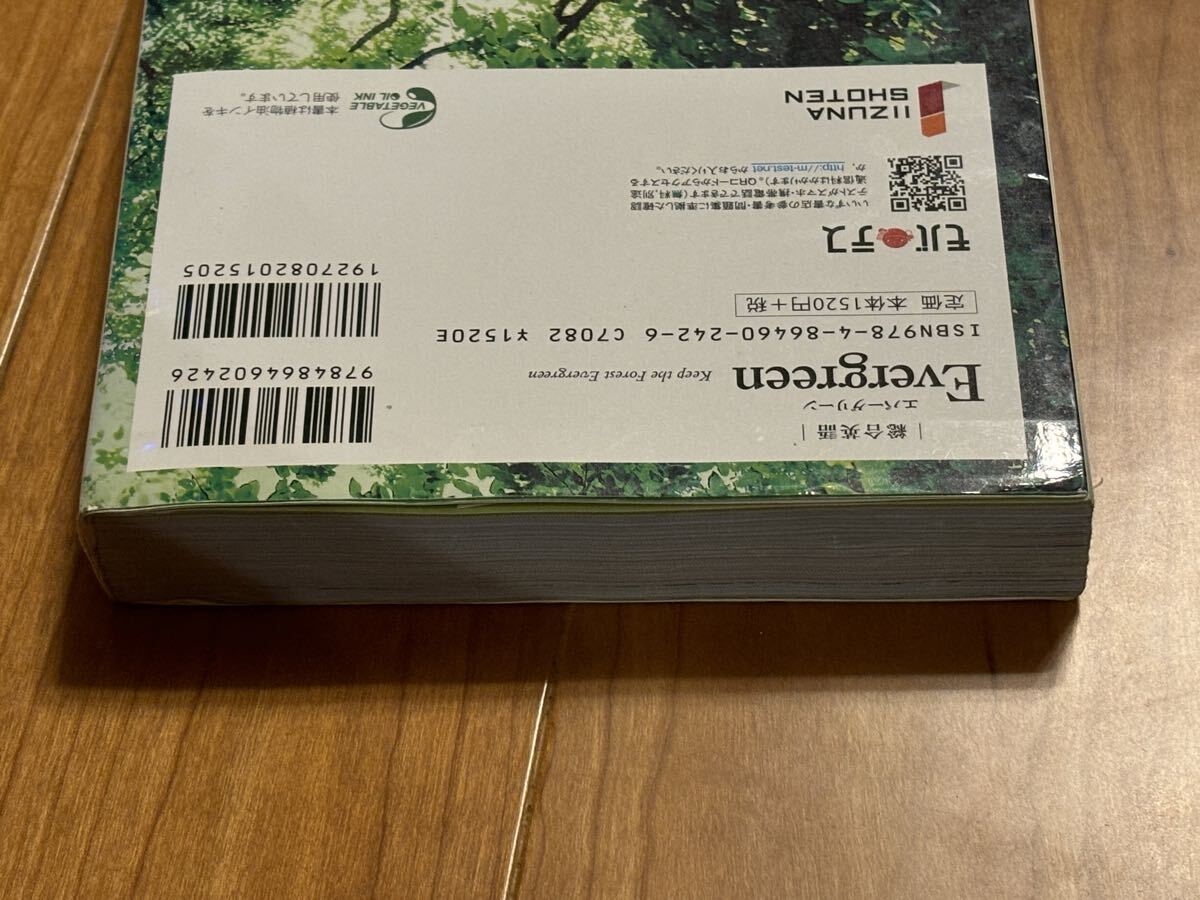 総合英語
エバーグリーン
Evergreen Keep the Forest Evergreen
9784864602426
ISBN978-4-86460-242-6 C7082 ¥1520E
定価 本体1520円+税
1927082015205
モバテス
いいずな書店の参考書・問題集に準拠した確認
テストがスマホ・携帯電話でできます(無料, 別途
通信料はかかります)。QRコードからアクセスする
か, http://m-test.net からお入りください。
IIZUNA
SHOTEN
VEGETABLE
OIL INK
本書は植物油インキを
使用しています。